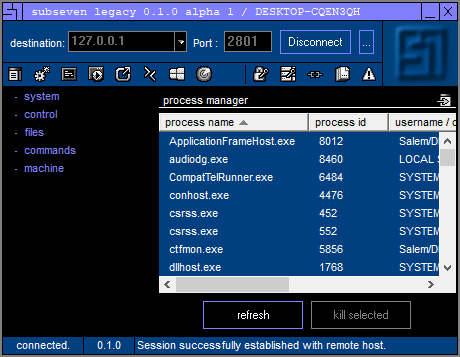 subseven legacy 0.1.0 alpha 1 / DESKTOP-CQEN3QH
destination: 127.0.0.1 Port : 2801 Disconnect ...
- system
- control
- files
- commands
- machine
process manager
process name process id username / d
ApplicationFrameHost.exe 8012 Salem/D
audiodg.exe 8460 LOCAL S
CompatTelRunner.exe 6484 SYSTEM
conhost.exe 4476 SYSTEM
csrss.exe 452 SYSTEM
csrss.exe 552 SYSTEM
ctfmon.exe 5856 Salem/D
dllhost.exe 1768 SYSTEM
refresh kill selected
connected. 0.1.0 Session successfully established with remote host.